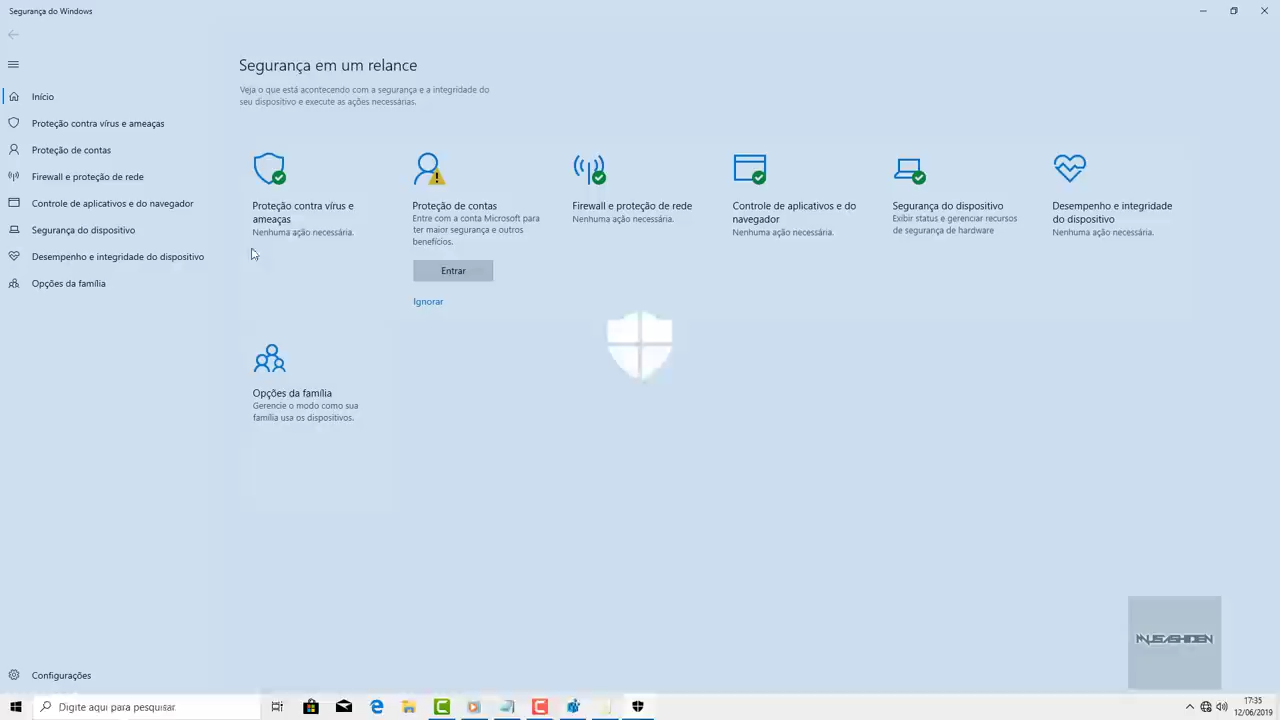 Segurança do Windows
Início
Proteção contra vírus e ameaças
Proteção de contas
Firewall e proteção de rede
Controle de aplicativos e do navegador
Segurança do dispositivo
Desempenho e integridade do dispositivo
Opções da família
Configurações
Segurança em um relance
Veja o que está acontecendo com a segurança e a integridade do
seu dispositivo e execute as ações necessárias.
Proteção contra vírus e
ameaças
Nenhuma ação necessária.
Proteção de contas
Entre com a conta Microsoft para
ter maior segurança e outros
benefícios.
Entrar
Ignorar
Firewall e proteção de rede
Nenhuma ação necessária.
Controle de aplicativos e do
navegador
Nenhuma ação necessária.
Segurança do dispositivo
Exibir status e gerenciar recursos
de segurança de hardware
Desempenho e integridade
do dispositivo
Nenhuma ação necessária.
Opções da família
Gerencie o modo como sua
família usa os dispositivos.
MUSASHIDEN
Digite aqui para pesquisar
17:35
12/06/2019